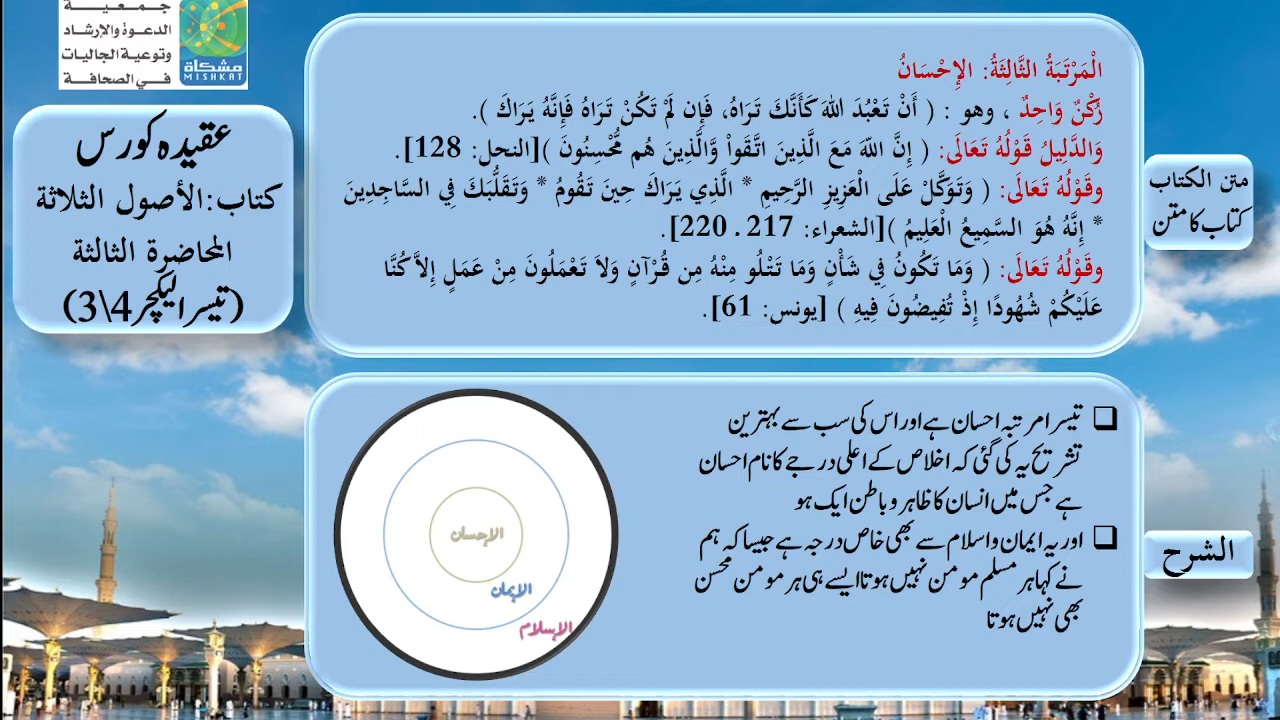 جمعية
الدعوة والإرشاد
وتوعية الجاليات
في الصحافة
مشكاة
MISHKAT
عقیدہ کورس
كتاب:الأصول الثلاثة
المحاضرة الثالثة
(تیسرا لیکچر4\3)
الْمَرْتَبَةُ الثَّالِثَةُ: الإِحْسَانُ
رُكْنٌ وَاحِدٌ ، وهو : ( أَنْ تَعْبُدَ اللهَ كَأَنَّكَ تَرَاهُ، فَإِن لَمْ تَكُنْ تَرَاهُ فَإِنَّهُ يَرَاكَ ).
وَالدَّلِيلُ قَوْلُهُ تَعَالَى: ( إِنَّ اللّهَ مَعَ الَّذِينَ اتَّقَواْ وَّالَّذِينَ هُم مُّحْسِنُونَ )[النحل: 128].
وقَوْلُهُ تَعَالَى: ( وَتَوَكَّلْ عَلَى الْعَزِيزِ الرَّحِيمِ * الَّذِي يَرَاكَ حِينَ تَقُومُ * وَتَقَلُّبَكَ فِي السَّاجِدِينَ
* إِنَّهُ هُوَ السَّمِيعُ الْعَلِيمُ )[الشعراء: 217 ـ 220].
وقَوْلُهُ تَعَالَى: ( وَمَا تَكُونُ فِي شَأْنٍ وَمَا تَتْلُو مِنْهُ مِن قُرْآنٍ وَلاَ تَعْمَلُونَ مِنْ عَمَلٍ إِلاَّ كُنَّا
عَلَيْكُمْ شُهُودًا إِذْ تُفِيضُونَ فِيهِ ) [يونس: 61].
متن الكتاب
کتاب کا متن
❑ تیسرا مرتبہ احسان ہے اور اس کی سب سے بہترین
تشریح یہ کی گئی کہ اخلاص کے اعلی درجے کا نام احسان
ہے جس میں انسان کا ظاہر و باطن ایک ہو
❑ اور یہ ایمان و اسلام سے بھی خاص درجہ ہے جیسا کہ ہم
نے کہا ہر مسلم مومن نہیں ہوتا ایسے ہی ہر مومن محسن
بھی نہیں ہوتا
الإحسان
الإيمان
الإسلام
الشرح